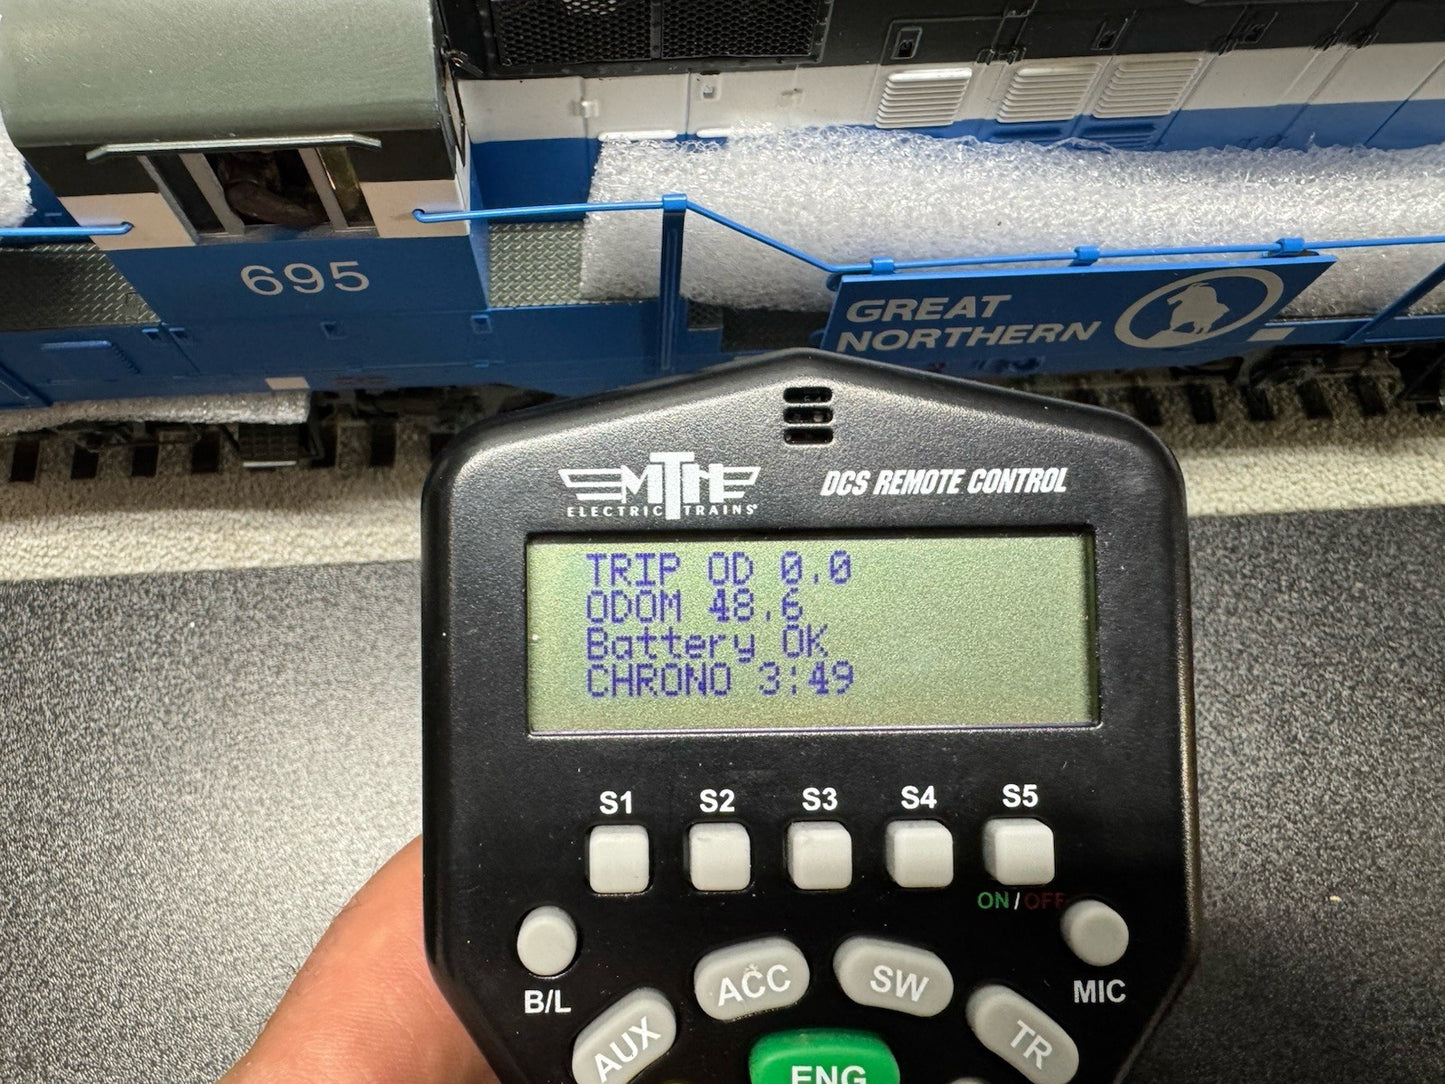 695
GREAT
NORTHERN
MTH
ELECTRIC TRAINS
DCS REMOTE CONTROL
TRIP OD 0.0
ODOM 48.6
Battery OK
CHRONO 3:49
S1 S2 S3 S4 S5
ON/OFF
B/L
ACC
SW
MIC
AUX
TR
ENG